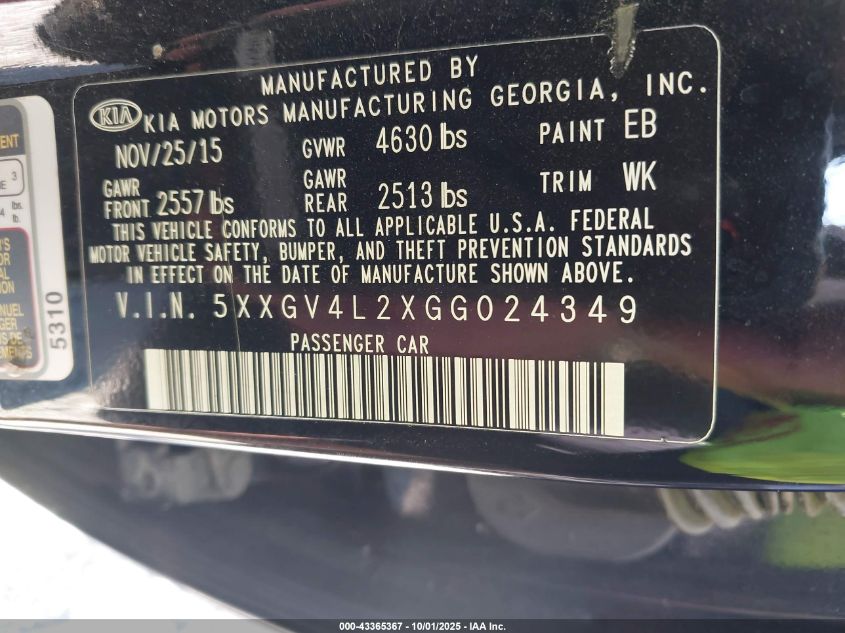 MANUFACTURED BY
KIA KIA MOTORS MANUFACTURING GEORGIA, INC.
NOV/25/15 GVWR 4630 lbs PAINT EB
GAWR FRONT 2557 lbs GAWR REAR 2513 lbs TRIM WK
THIS VEHICLE CONFORMS TO ALL APPLICABLE U.S.A. FEDERAL
MOTOR VEHICLE SAFETY, BUMPER, AND THEFT PREVENTION STANDARDS
IN EFFECT ON THE DATE OF MANUFACTURE SHOWN ABOVE.
V.I.N. 5XXGV4L2XGG024349
PASSENGER CAR
5310
3
lbs.
000-43365367 - 10/01/2025 - IAA Inc.